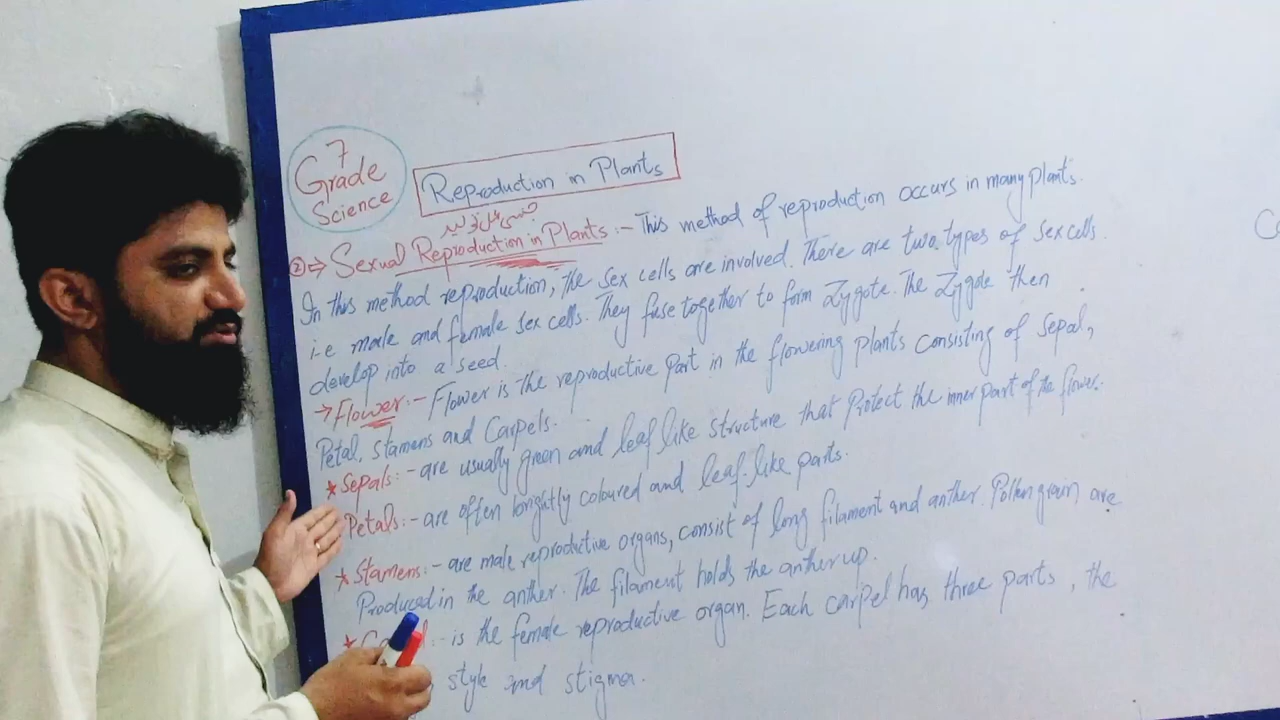 7
Grade
Science
Reproduction in Plants
جنسی عمل تولید
② ⇒ Sexual Reproduction in Plants:- This method of reproduction occurs in many plants.
In this method reproduction, the sex cells are involved. There are two types of sex cells.
i.e male and female sex cells. They fuse together to form Zygote. The Zygote then
develop into a seed.
→ Flower:- Flower is the reproductive part in the flowering plants consisting of sepal,
Petal, stamens and Carpels.
* Sepals:- are usually green and leaf like structure that Protect the inner part of the flower.
Petals:- are often brightly coloured and leaf-like parts.
* Stamens:- are male reproductive organs, consist of long filament and anther. Pollen grain are
Produced in the anther. The filament holds the anther up.
* :- is the female reproductive organ. Each carpel has three parts, the
style and stigma.